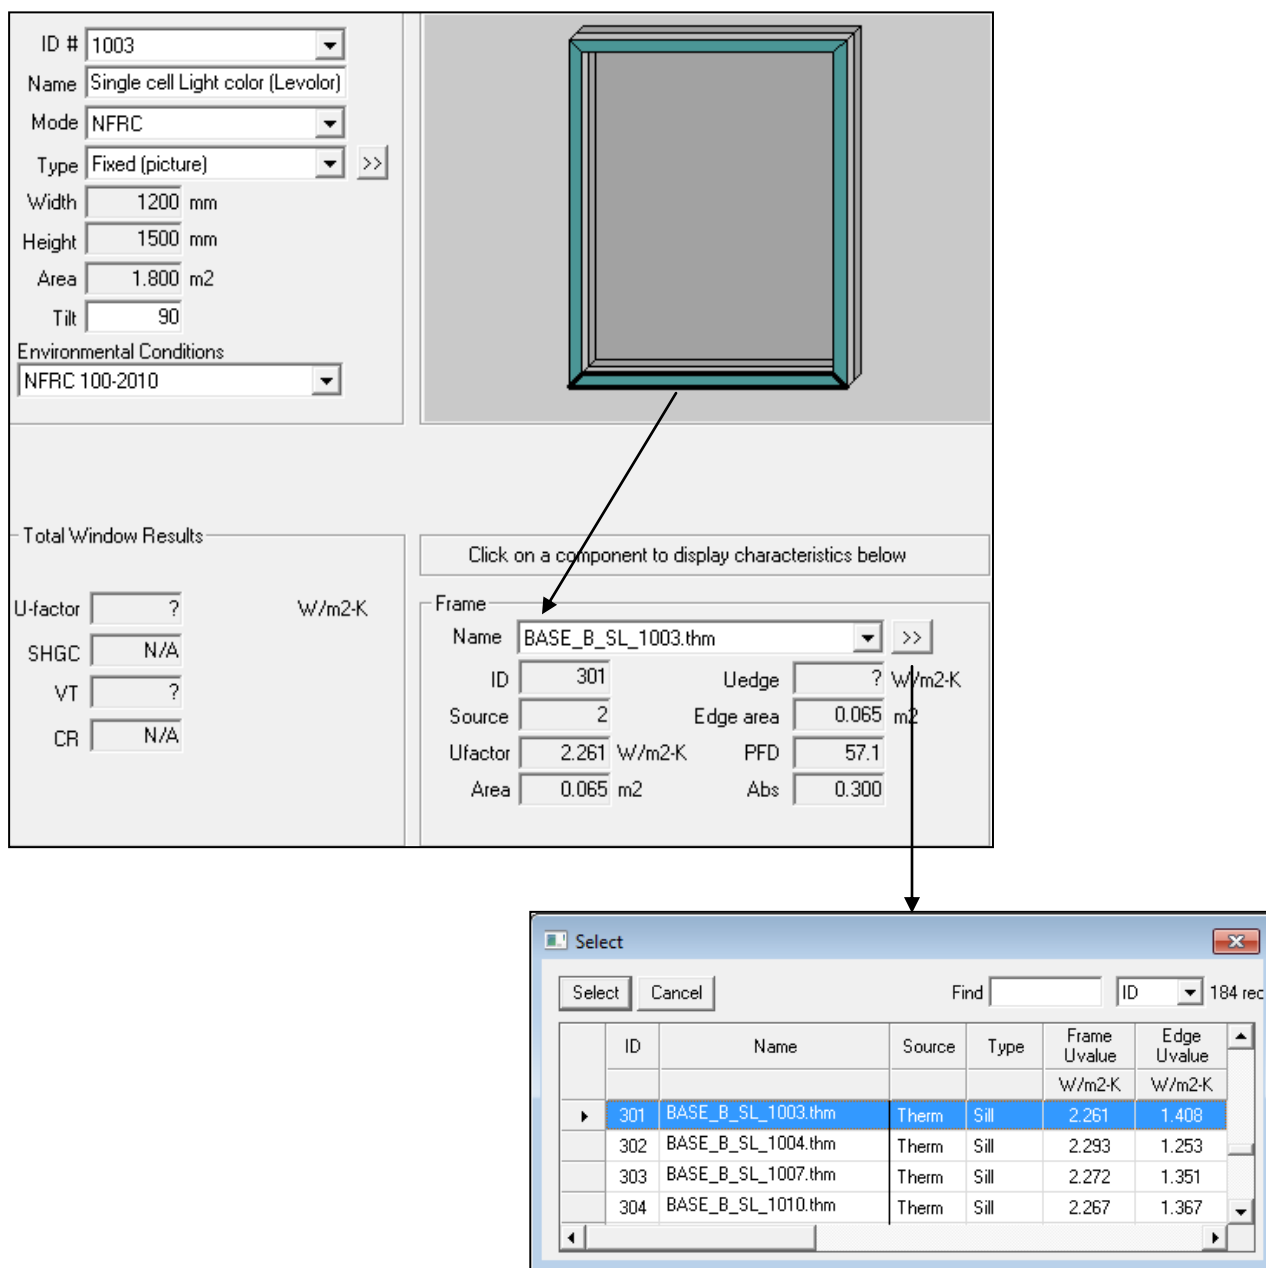 ID # 1003
Name Single cell Light color (Levolor)
Mode NFRC
Type Fixed (picture) >>
Width 1200 mm
Height 1500 mm
Area 1.800 m2
Tilt 90
Environmental Conditions
NFRC 100-2010
Total Window Results
U-factor ? W/m2-K
SHGC N/A
VT ?
CR N/A
Click on a component to display characteristics below
Frame
Name BASE_B_SL_1003.thm >>
ID 301 Uedge ? W/m2-K
Source 2 Edge area 0.065 m2
Ufactor 2.261 W/m2-K PFD 57.1
Area 0.065 m2 Abs 0.300
Select
Select Cancel Find ID 184 rec
ID Name Source Type Frame Uvalue Edge Uvalue
W/m2-K W/m2-K
301 BASE_B_SL_1003.thm Therm Sill 2.261 1.408
302 BASE_B_SL_1004.thm Therm Sill 2.293 1.253
303 BASE_B_SL_1007.thm Therm Sill 2.272 1.351
304 BASE_B_SL_1010.thm Therm Sill 2.267 1.367